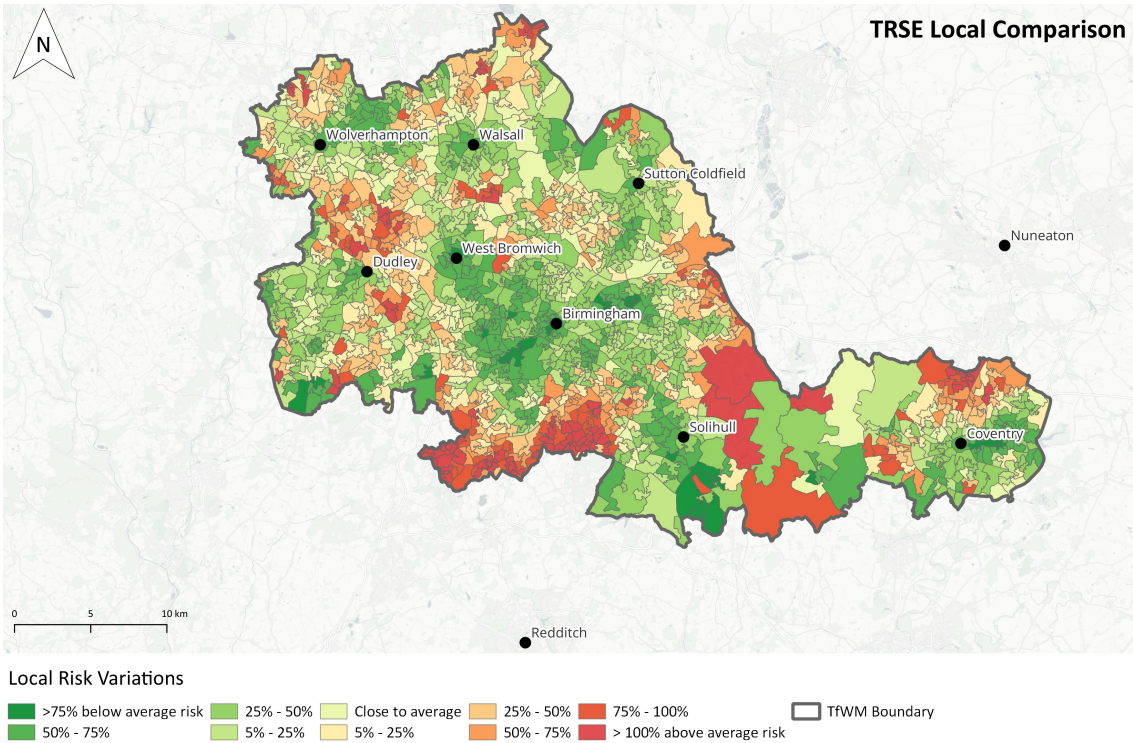 TRSE Local Comparison
N
Wolverhampton
Walsall
Sutton Coldfield
Nuneaton
West Bromwich
Dudley
Birmingham
Solihull
Coventry
0 5 10 km
Redditch
Local Risk Variations
>75% below average risk 25% - 50% Close to average 25% - 50% 75% - 100% TfWM Boundary
50% - 75% 5% - 25% 5% - 25% 50% - 75% > 100% above average risk